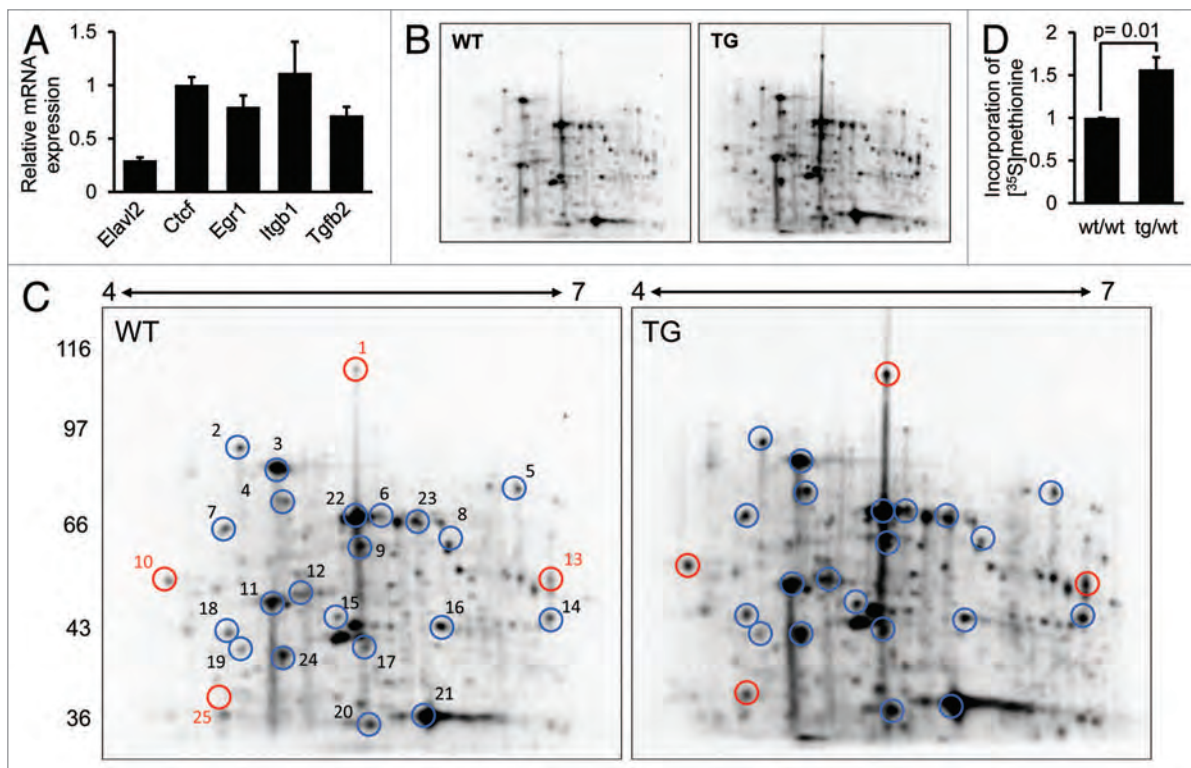 A
Relative mRNA
expression
1.5
1
0.5
0
Elavl2
Ctcf
Egr1
Itgb1
Tgfb2
B
WT
TG
D
p= 0.01
Incorporation of
[³⁵S]methionine
2
1.5
1
0.5
0
wt/wt
tg/wt
C
4
7
4
7
WT
TG
116
97
66
43
36
1
2
3
4
5
22
6
23
7
8
9
10
13
12
11
18
15
16
14
19
24
17
25
20
21